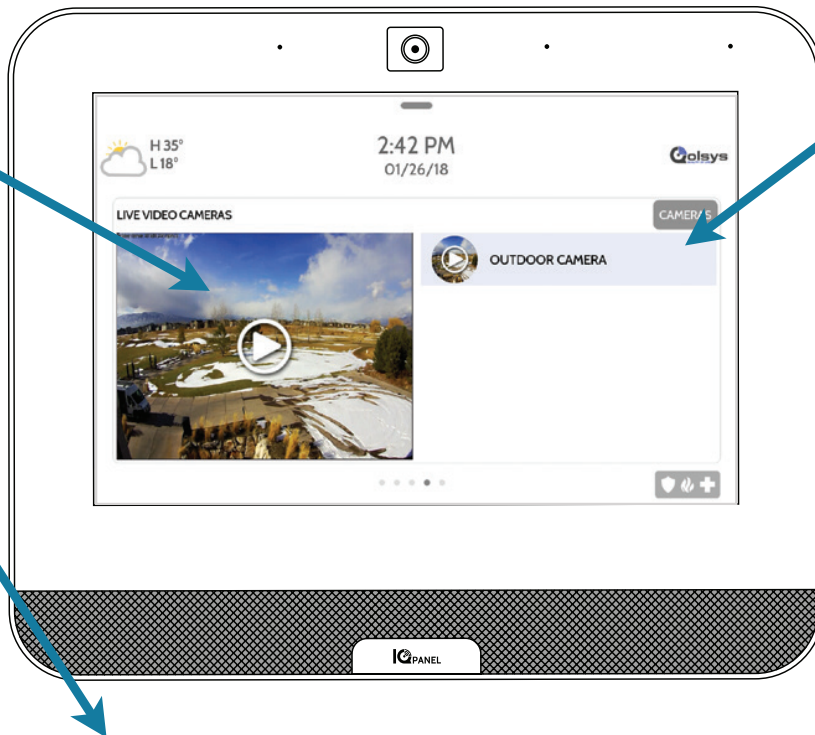 H 35°
L 18°
2:42 PM
01/26/18
Qolsys
LIVE VIDEO CAMERAS
CAMERAS
OUTDOOR CAMERA
IQ PANEL